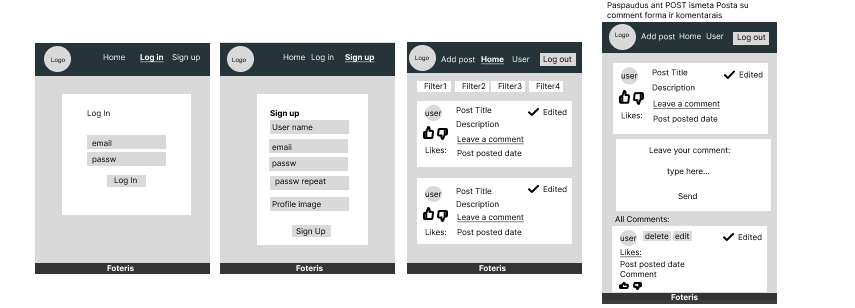 Paspaudus ant POST ismeta Posta su
comment forma ir komentarais
Logo
Home Log in Sign up
Log In
email
passw
Log In
Foteris
Logo
Home Log in Sign up
Sign up
User name
email
passw
passw repeat
Profile image
Sign Up
Foteris
Logo
Add post Home User Log out
Filter1 Filter2 Filter3 Filter4
user
Post Title
Edited
Description
Leave a comment
Likes:
Post posted date
user
Post Title
Edited
Description
Leave a comment
Likes:
Post posted date
Foteris
Logo
Add post Home User Log out
user
Post Title
Edited
Description
Leave a comment
Likes:
Post posted date
Leave your comment:
type here...
Send
All Comments:
user
delete edit
Edited
Likes:
Post posted date
Comment
Foteris